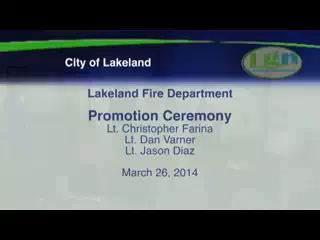 City of Lakeland
Lakeland Fire Department
Promotion Ceremony
Lt. Christopher Farina
Lt. Dan Varner
Lt. Jason Diaz
March 26, 2014